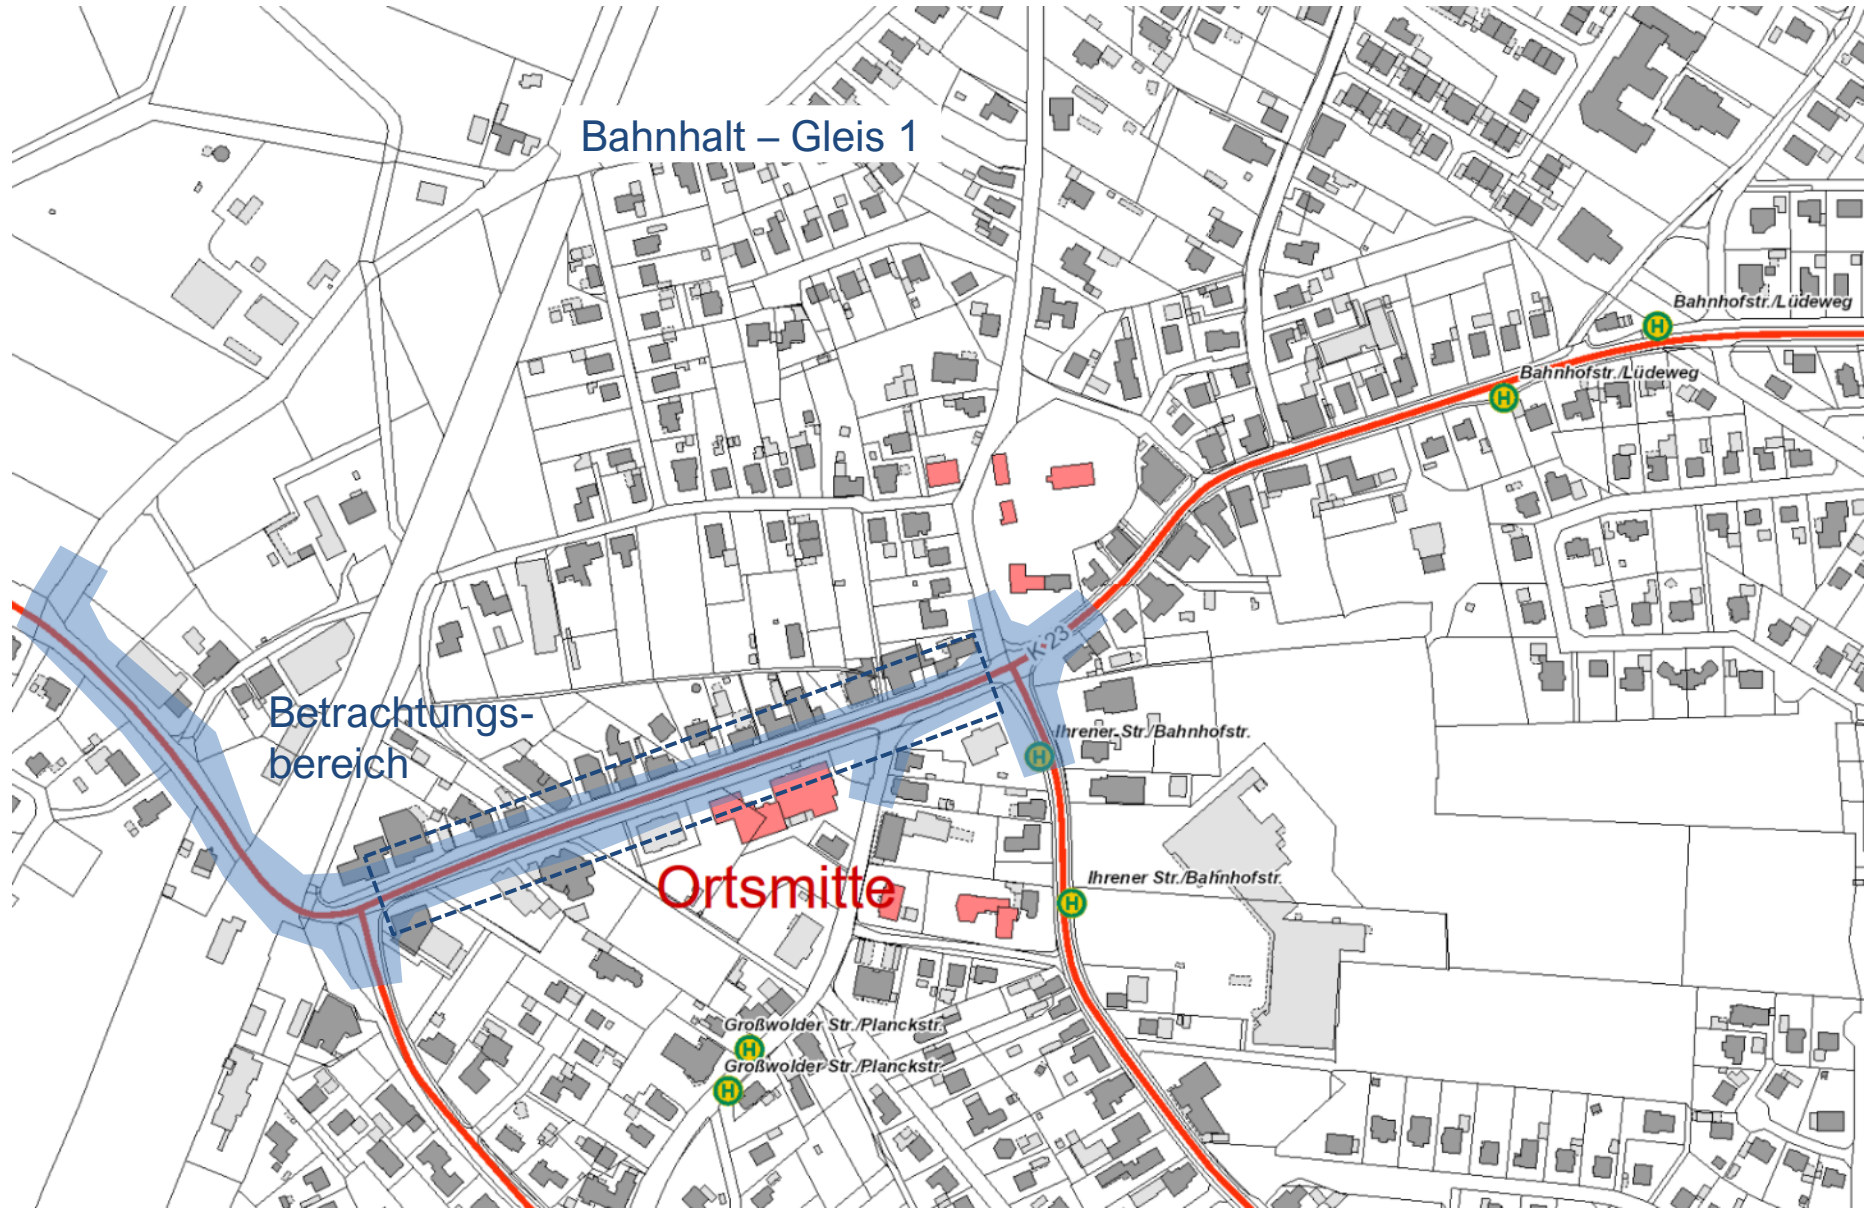 Bahnhalt – Gleis 1
Bahnhofstr./Lüdeweg
H
Bahnhofstr./Lüdeweg
H
K 23
Betrachtungs-
bereich
Ihrener Str./Bahnhofstr.
H
Ortsmitte
Ihrener Str./Bahnhofstr.
H
Großwolder Str./Planckstr.
H
Großwolder Str./Planckstr.
H